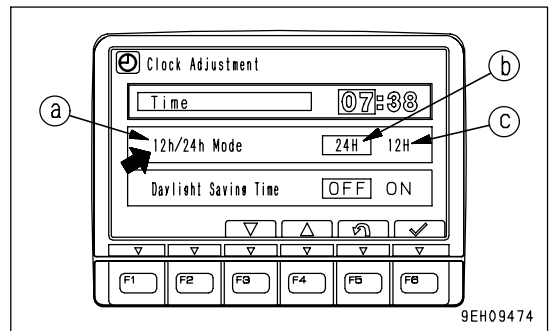 Clock Adjustment
Time 07:38
12h/24h Mode 24H 12H
Daylight Saving Time OFF ON
F1 F2 F3 F4 F5 F6
a
b
c
9EH09474